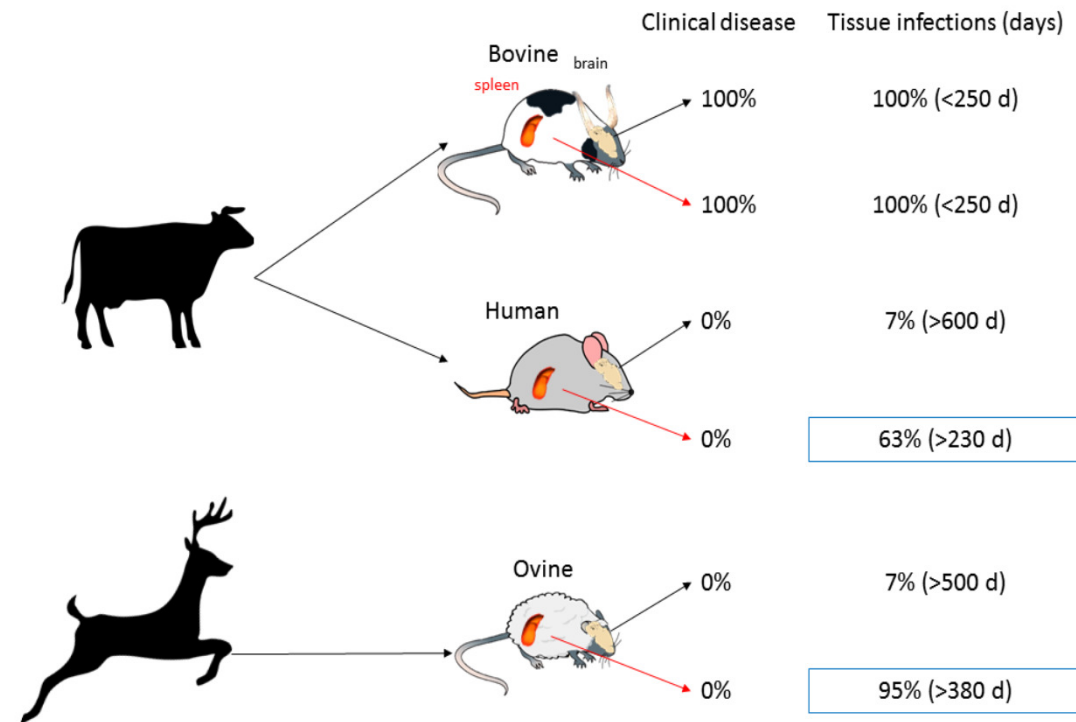 Clinical disease Tissue infections (days)
Bovine brain
spleen
100% 100% (<250 d)
100% 100% (<250 d)
Human
0% 7% (>600 d)
0% 63% (>230 d)
Ovine
0% 7% (>500 d)
0% 95% (>380 d)